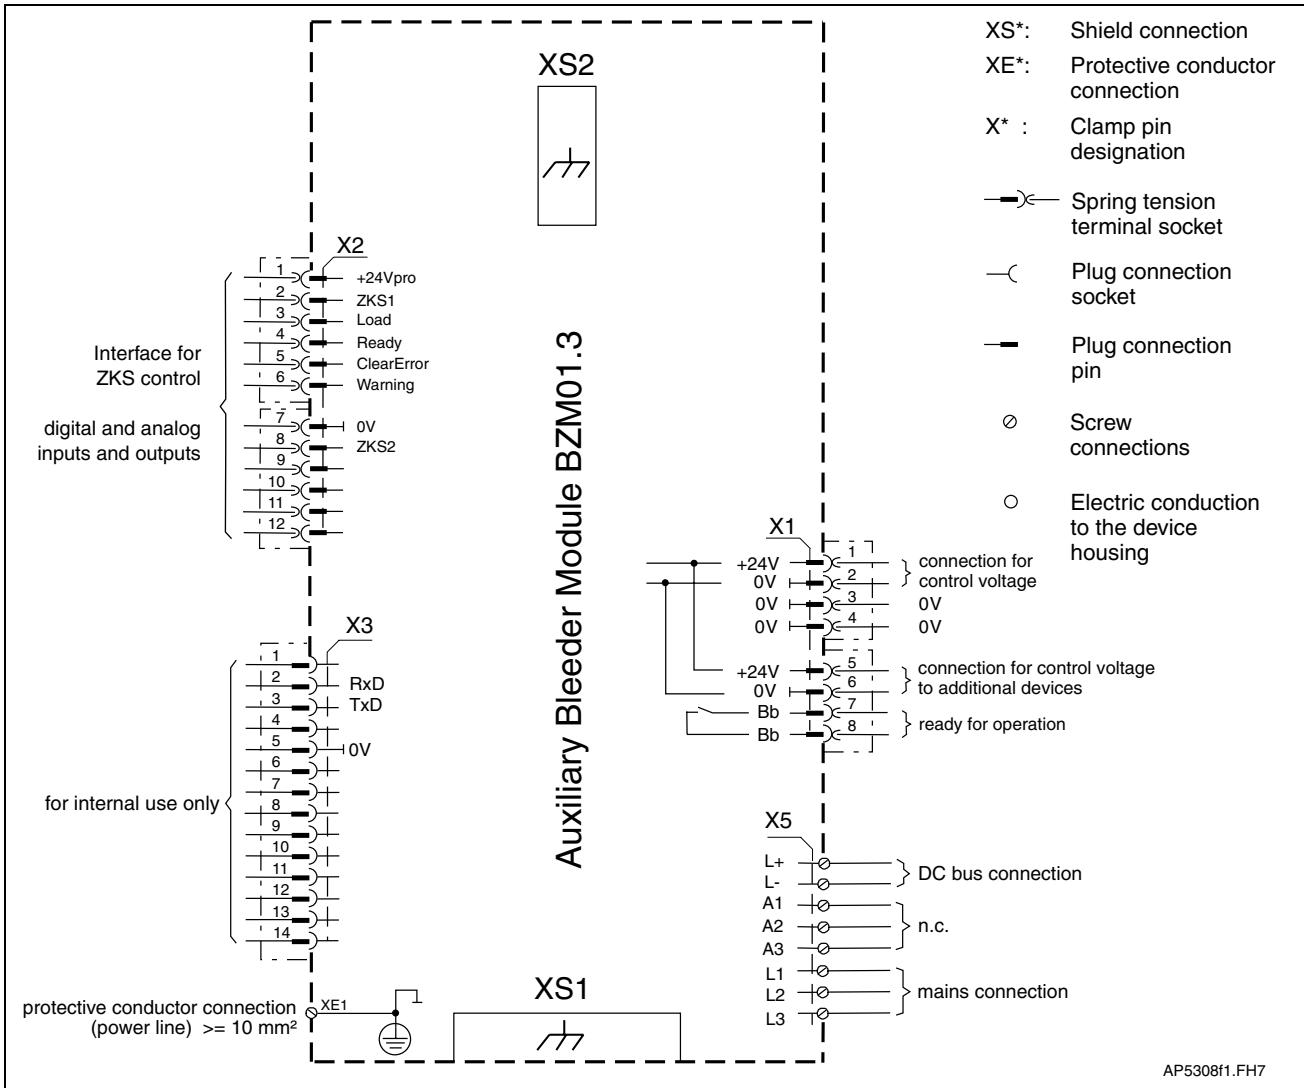 XS*: Shield connection
XE*: Protective conductor
connection
X* : Clamp pin
designation
Spring tension
terminal socket
Plug connection
socket
Plug connection
pin
Screw
connections
Electric conduction
to the device
housing
XS2
X2
1 +24Vpro
2 ZKS1
3 Load
4 Ready
5 ClearError
6 Warning
7 0V
8 ZKS2
9
10
11
12
Interface for
ZKS control
digital and analog
inputs and outputs
Auxiliary Bleeder Module BZM01.3
X1
+24V 1
0V 2
0V 3 0V
0V 4 0V
connection for
control voltage
+24V 5
0V 6
Bb 7
Bb 8
connection for control voltage
to additional devices
ready for operation
X3
1
2 RxD
3 TxD
4
5 0V
6
7
8
9
10
11
12
13
14
for internal use only
X5
L+
L-
DC bus connection
A1
A2
A3
n.c.
L1
L2
L3
mains connection
protective conductor connection
(power line) >= 10 mm²
XE1
XS1
AP5308f1.FH7